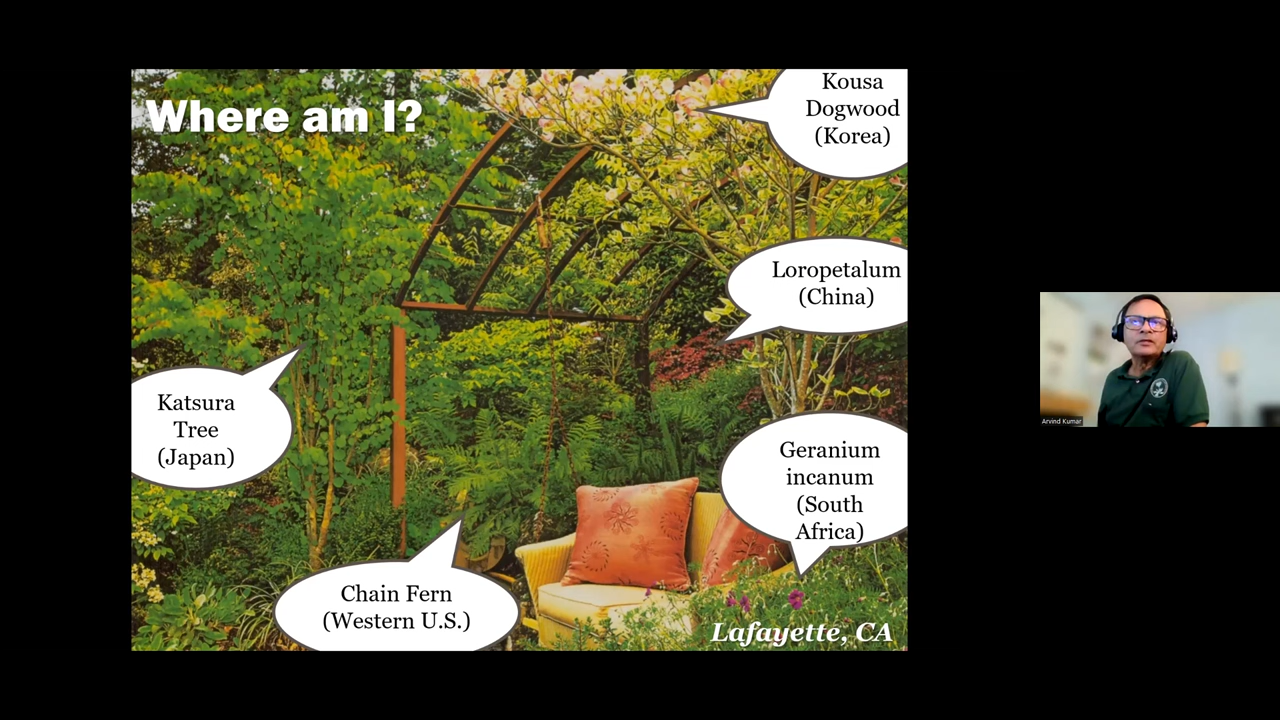 Where am I?
Kousa
Dogwood
(Korea)
Loropetalum
(China)
Katsura
Tree
(Japan)
Geranium
incanum
(South
Africa)
Chain Fern
(Western U.S.)
Lafayette, CA
Arvind Kumar